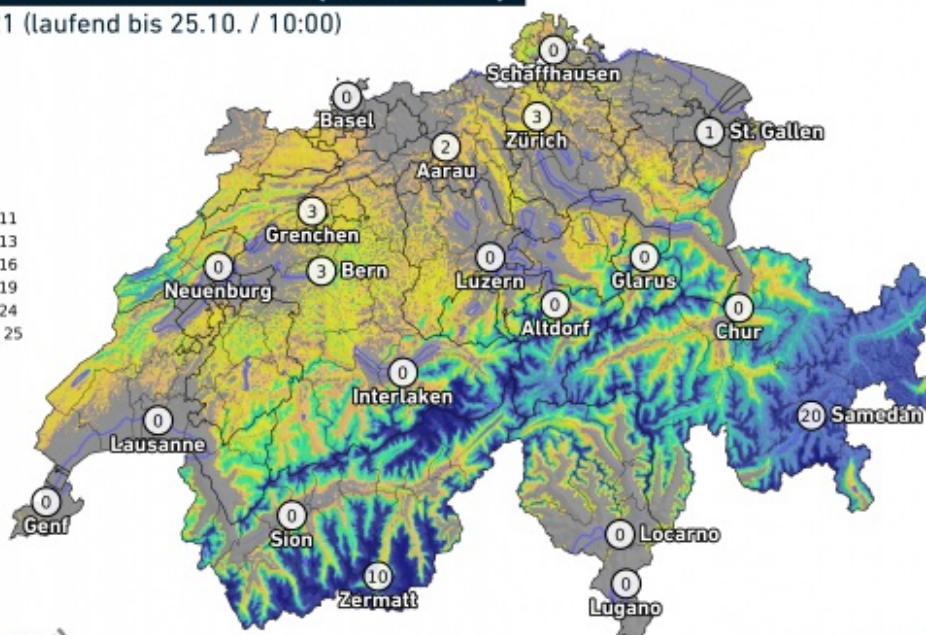 1 (laufend bis 25.10. / 10:00)
0
Schaffhausen
0
Basel
3
Zürich
1 St. Gallen
2
Aarau
11
13
16
19
24
25
3
Grenchen
0
Neuenburg
3 Bern
0
Luzern
0
Glarus
0
Altdorf
0
Chur
0
Interlaken
0
Lausanne
20 Samedan
0
Genf
0
Sion
0 Locarno
10
Zermatt
0
Lugano